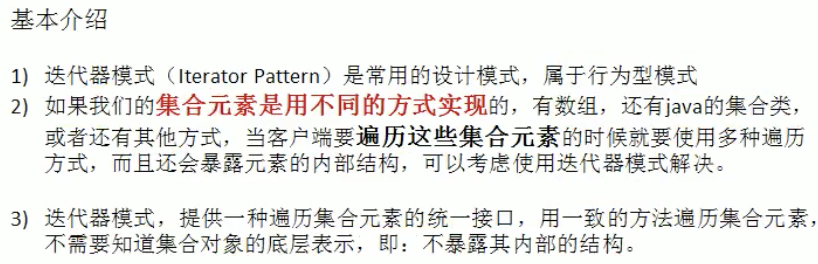 基本介绍
1) 迭代器模式（Iterator Pattern）是常用的设计模式，属于行为型模式
2) 如果我们的集合元素是用不同的方式实现的，有数组，还有java的集合类，
或者还有其他方式，当客户端要遍历这些集合元素的时候就要使用多种遍历
方式，而且还会暴露元素的内部结构，可以考虑使用迭代器模式解决。
3) 迭代器模式，提供一种遍历集合元素的统一接口，用一致的方法遍历集合元素，
不需要知道集合对象的底层表示，即：不暴露其内部的结构。